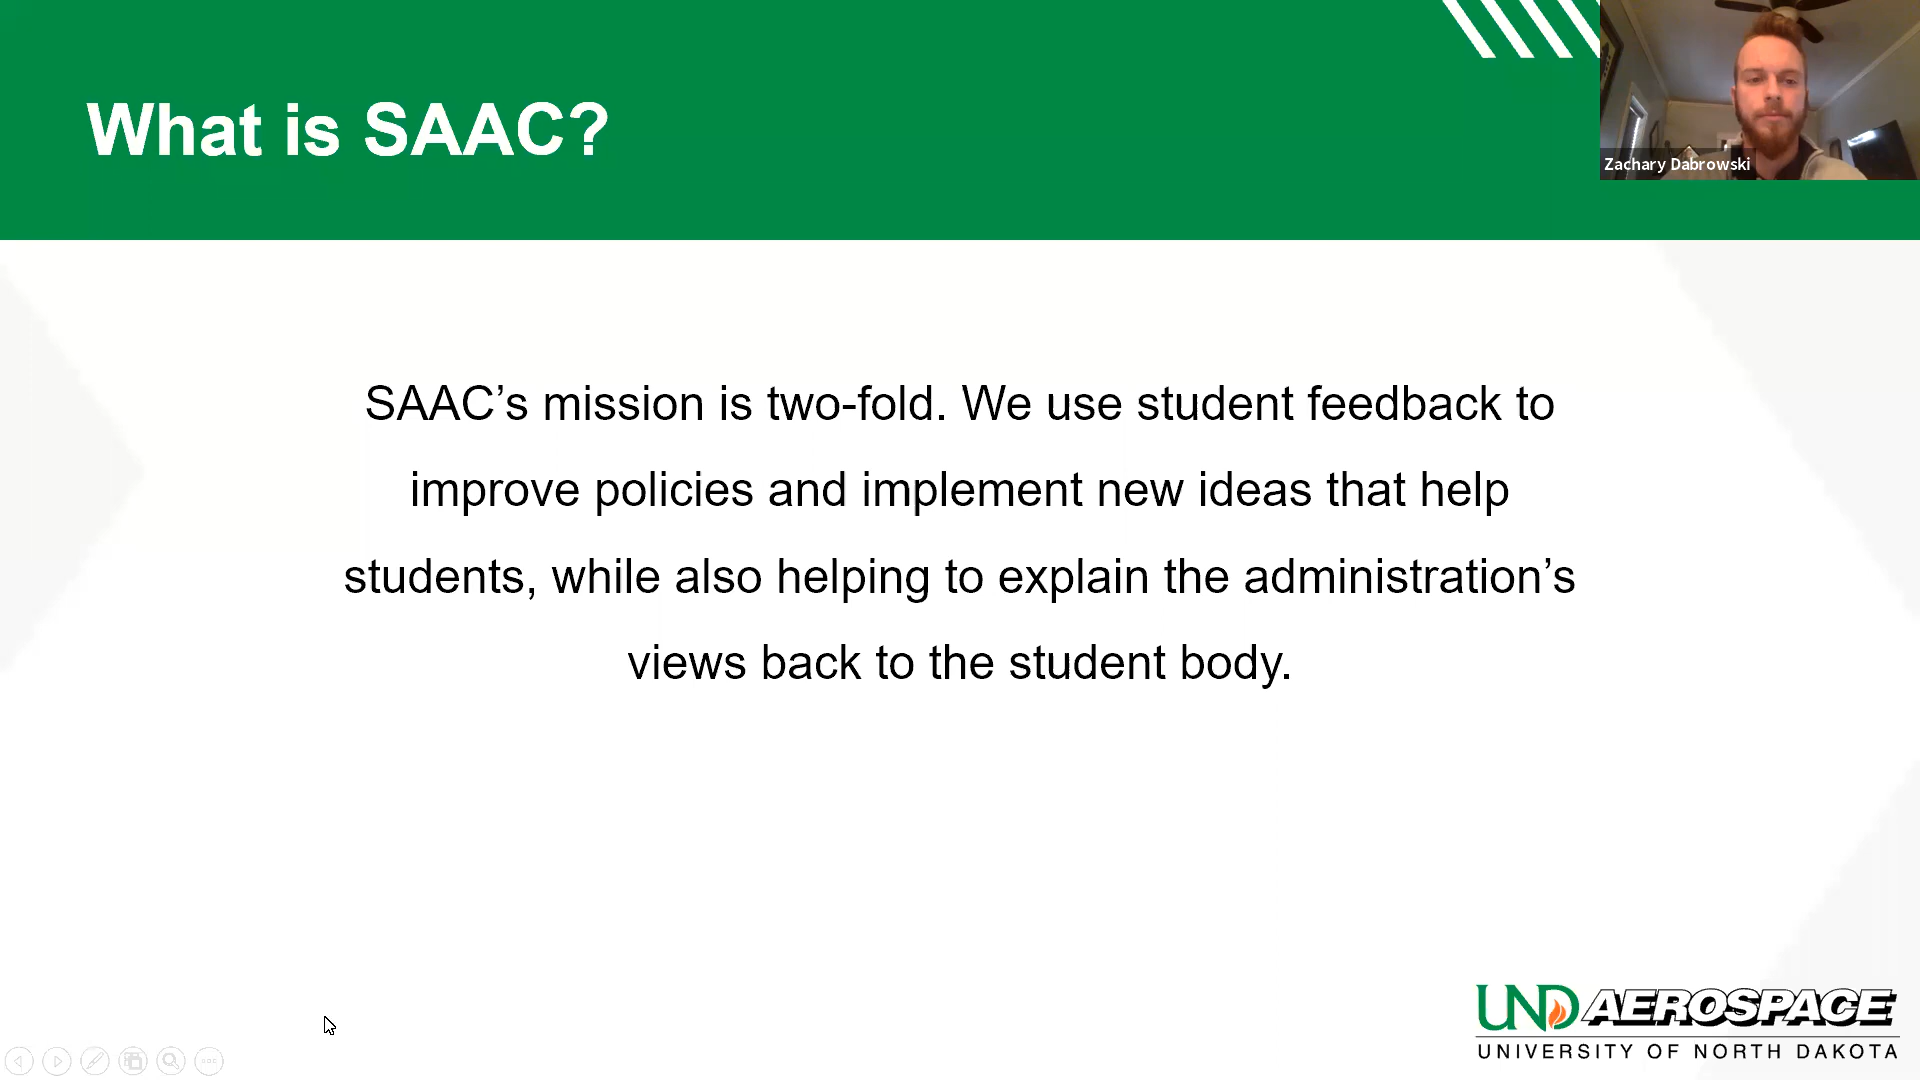 What is SAAC?
Zachary Dabrowski
SAAC’s mission is two-fold. We use student feedback to
improve policies and implement new ideas that help
students, while also helping to explain the administration’s
views back to the student body.
UND AEROSPACE
UNIVERSITY OF NORTH DAKOTA